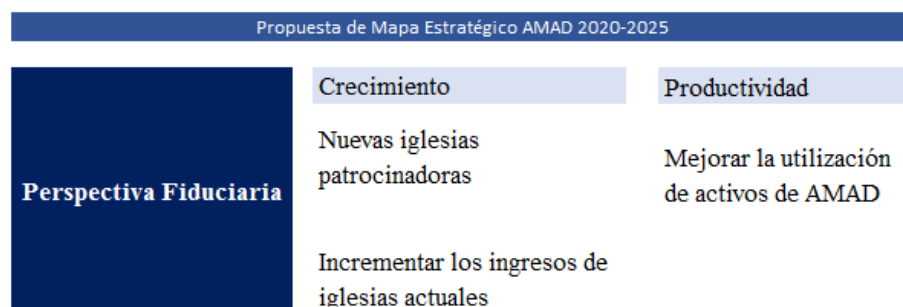 Propuesta de Mapa Estratégico AMAD 2020-2025
Perspectiva Fiduciaria
Crecimiento
Nuevas iglesias
patrocinadoras
Incrementar los ingresos de
iglesias actuales
Productividad
Mejorar la utilización
de activos de AMAD